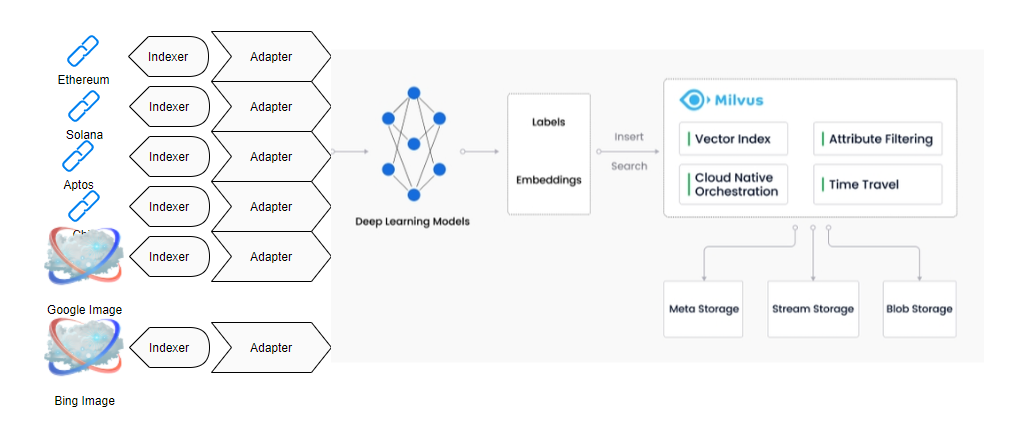 Ethereum
Indexer
Adapter
Solana
Indexer
Adapter
Aptos
Indexer
Adapter
Indexer
Adapter
Google Image
Indexer
Adapter
Bing Image
Indexer
Adapter
Deep Learning Models
Labels
Embeddings
Insert
Search
Milvus
Vector Index
Attribute Filtering
Cloud Native
Orchestration
Time Travel
Meta Storage
Stream Storage
Blob Storage